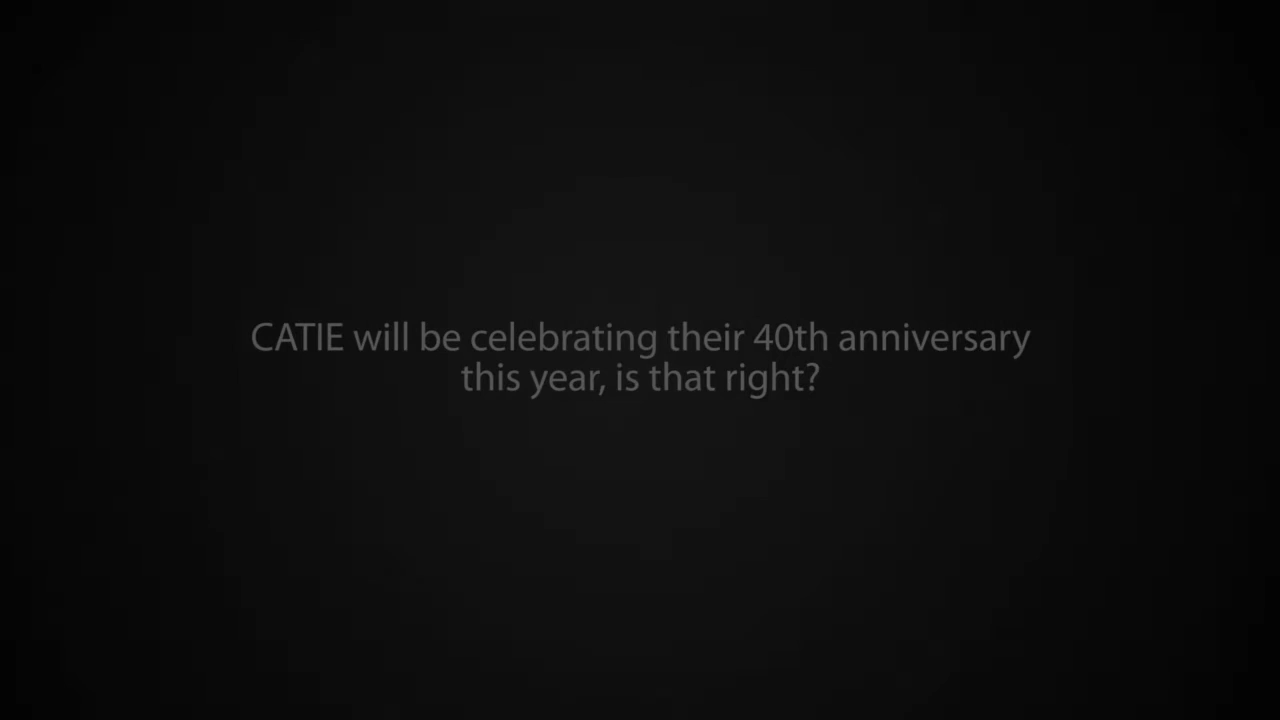 CATIE will be celebrating their 40th anniversary
this year, is that right?